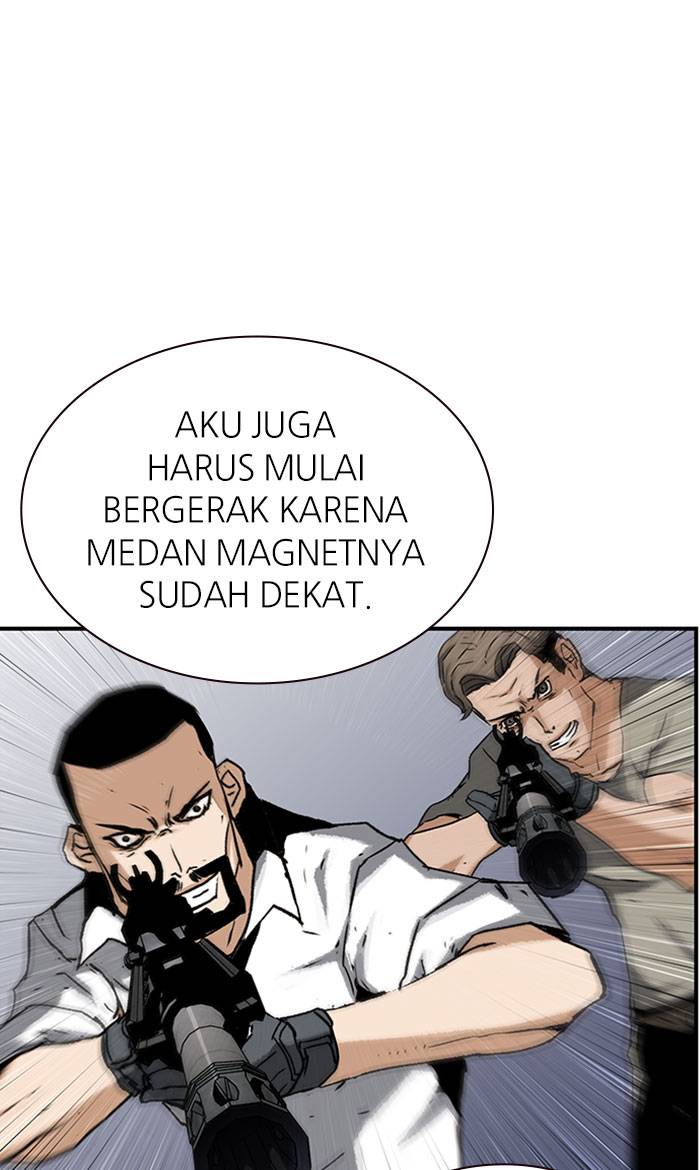 AKU JUGA
HARUS MULAI
BERGERAK KARENA
MEDAN MAGNETNYA
SUDAH DEKAT.